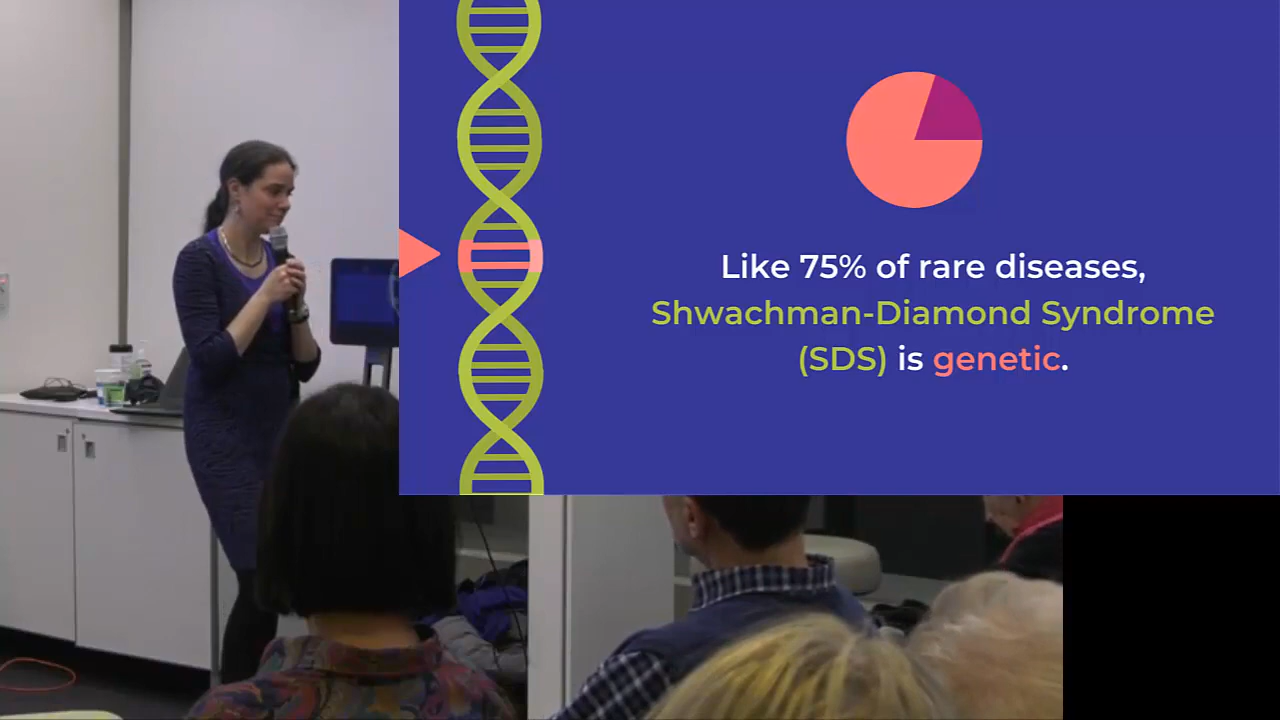 Like 75% of rare diseases,
Shwachman-Diamond Syndrome
(SDS) is genetic.